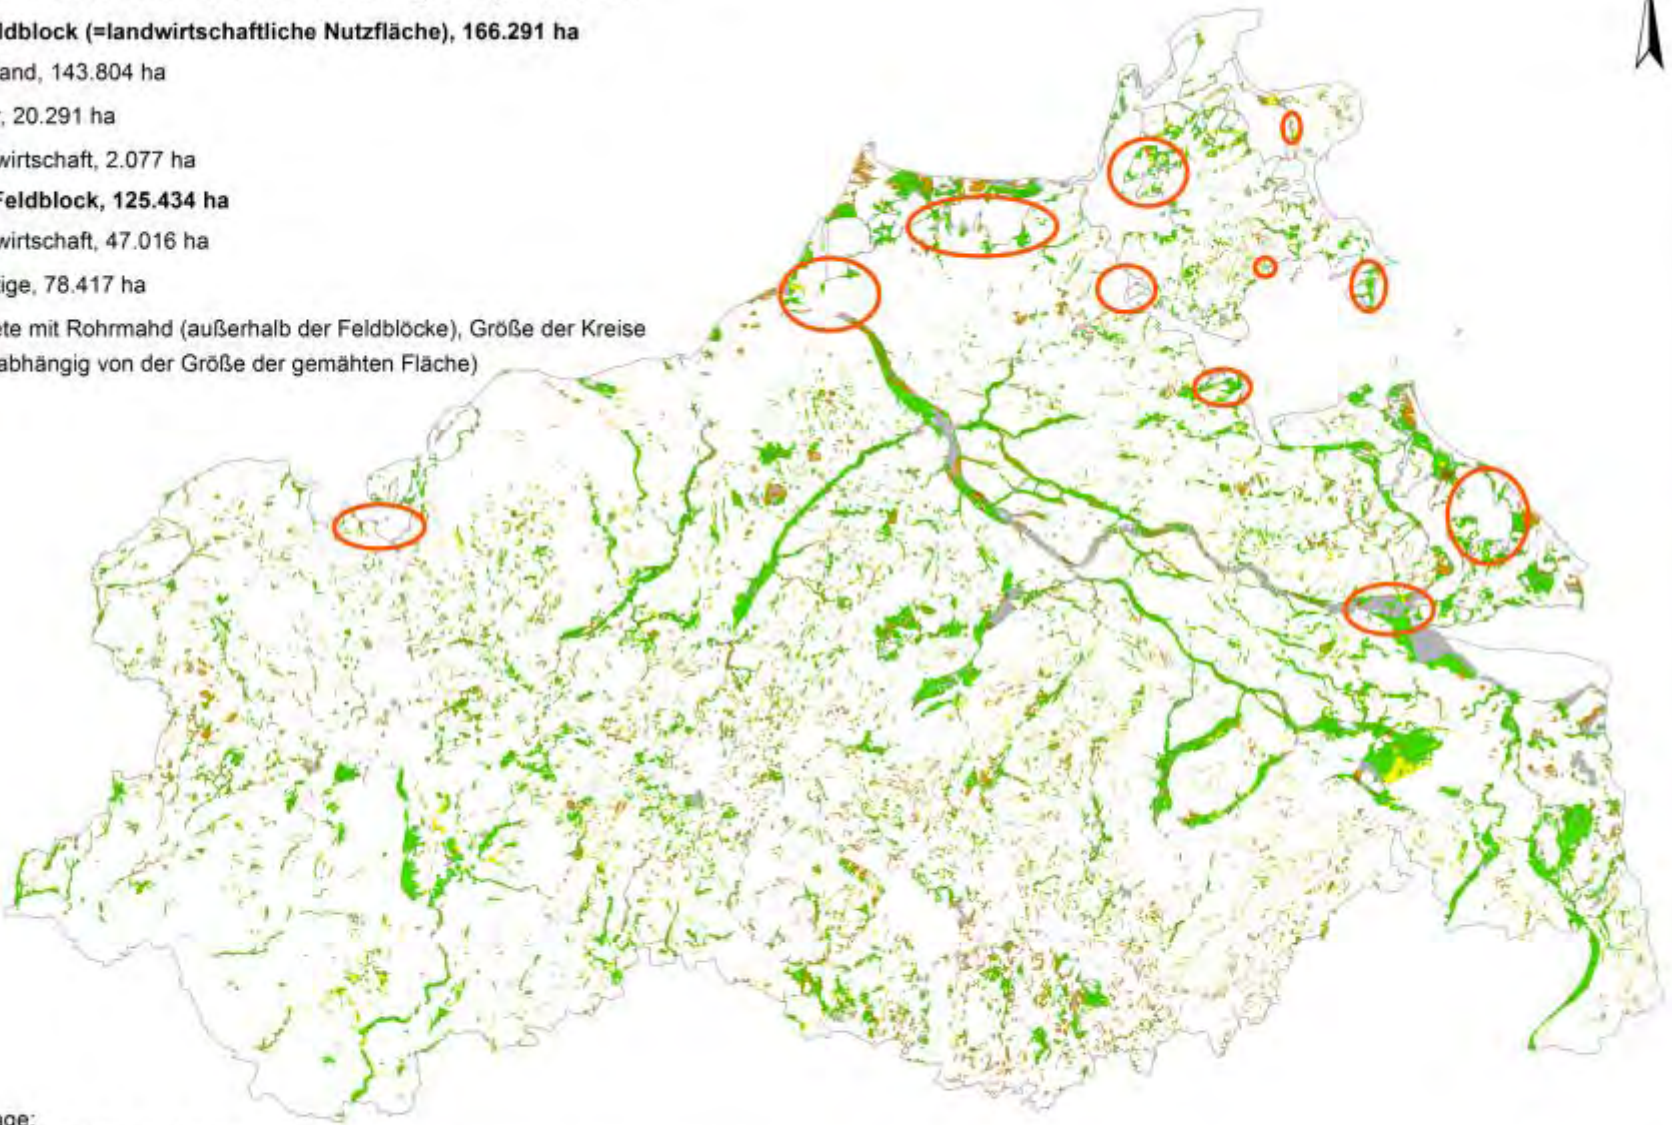 ldblock (=landwirtschaftliche Nutzfläche), 166.291 ha
and, 143.804 ha
, 20.291 ha
wirtschaft, 2.077 ha
Feldblock, 125.434 ha
wirtschaft, 47.016 ha
tige, 78.417 ha
ete mit Rohrmahd (außerhalb der Feldblöcke), Größe der Kreise
abhängig von der Größe der gemähten Fläche)
age: